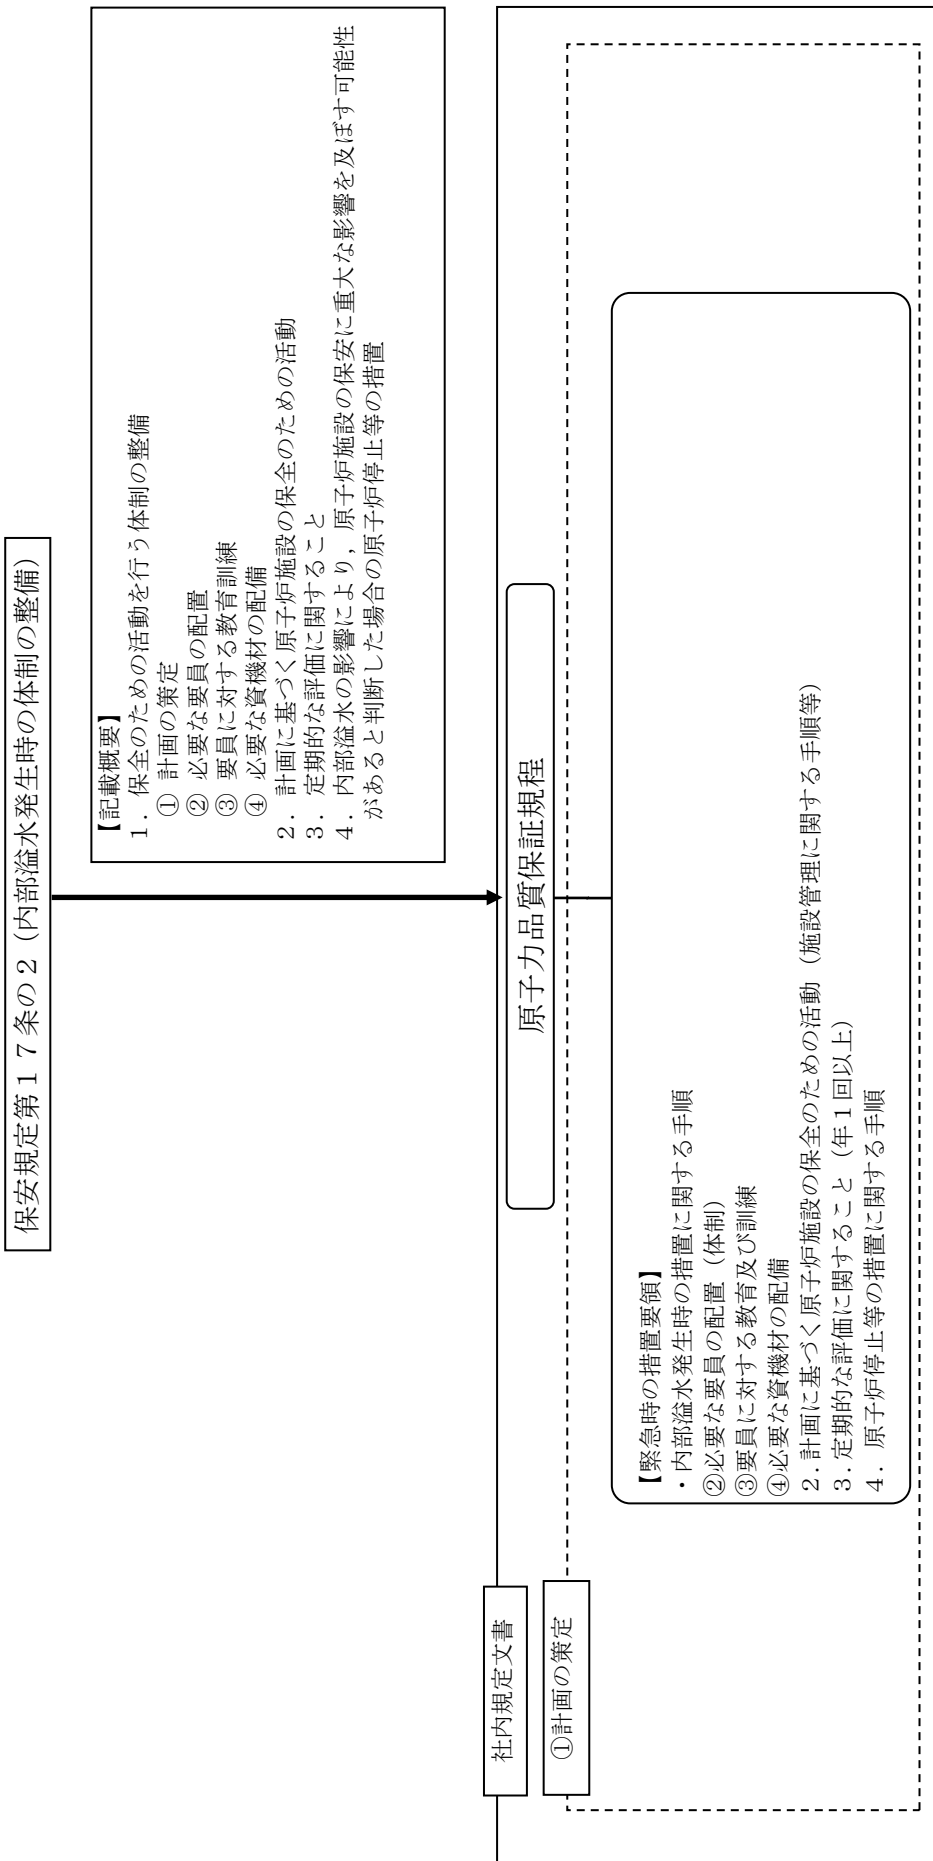 保安規定第１７条の２（内部溢水発生時の体制の整備）
【記載概要】
１．保全のための活動を行う体制の整備
① 計画の策定
② 必要な要員の配置
③ 要員に対する教育訓練
④ 必要な資機材の配備
２．計画に基づく原子炉施設の保全のための活動
３．定期的な評価に関すること
４．内部溢水の影響により，原子炉施設の保安に重大な影響を及ぼす可能性
があると判断した場合の原子炉停止等の措置
社内規定文書
原子力品質保証規程
①計画の策定
【緊急時の措置要領】
・内部溢水発生時の措置に関する手順
②必要な要員の配置（体制）
③要員に対する教育及び訓練
④必要な資機材の配備
２．計画に基づく原子炉施設の保全のための活動（施設管理に関する手順等）
３．定期的な評価に関すること（年１回以上）
４．原子炉停止等の措置に関する手順